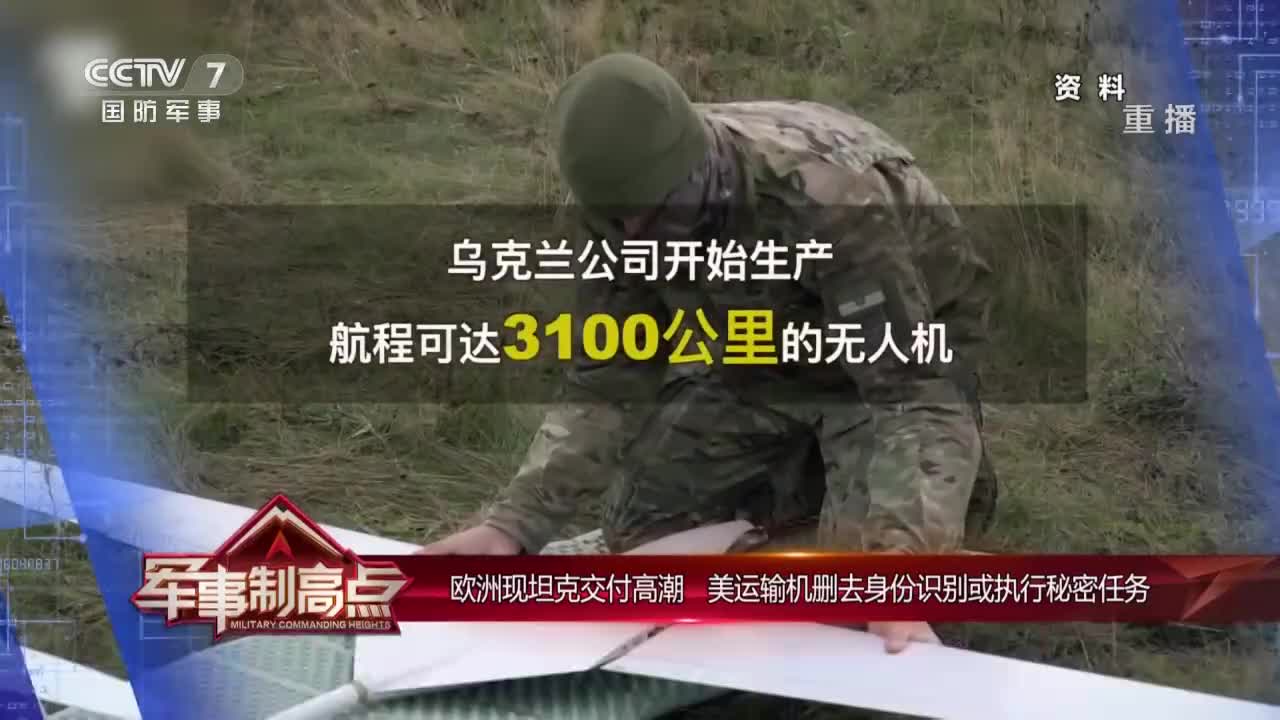 CCTV 7
国防军事
资料
重播
乌克兰公司开始生产
航程可达3100公里的无人机
军事制高点
MILITARY COMMANDING HEIGHTS
欧洲现坦克交付高潮 美运输机删去身份识别或执行秘密任务